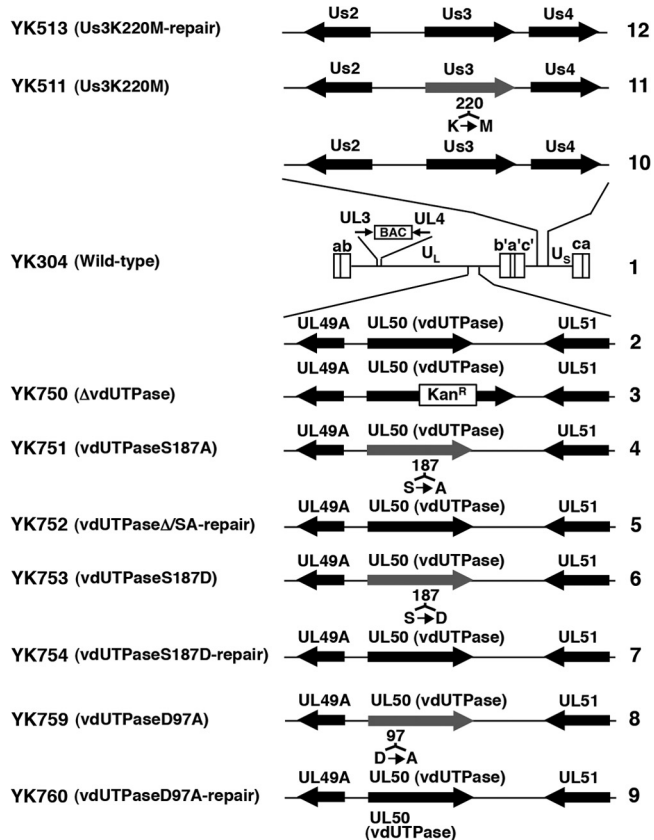 Us2 Us3 Us4
YK513 (Us3K220M-repair) 12
Us2 Us3 Us4
YK511 (Us3K220M) 11
220
K M
Us2 Us3 Us4
10
UL3 UL4
BAC
ab UL b'a'c' US ca
YK304 (Wild-type) 1
UL49A UL50 (vdUTPase) UL51
2
UL49A UL50 (vdUTPase) UL51
YK750 (ΔvdUTPase) KanR 3
UL49A UL50 (vdUTPase) UL51
YK751 (vdUTPaseS187A) 4
187
S A
UL49A UL50 (vdUTPase) UL51
YK752 (vdUTPaseΔ/SA-repair) 5
UL49A UL50 (vdUTPase) UL51
YK753 (vdUTPaseS187D) 6
187
S D
UL49A UL50 (vdUTPase) UL51
YK754 (vdUTPaseS187D-repair) 7
UL49A UL50 (vdUTPase) UL51
YK759 (vdUTPaseD97A) 8
97
D A
UL49A UL50 (vdUTPase) UL51
YK760 (vdUTPaseD97A-repair) 9
UL50
(vdUTPase)